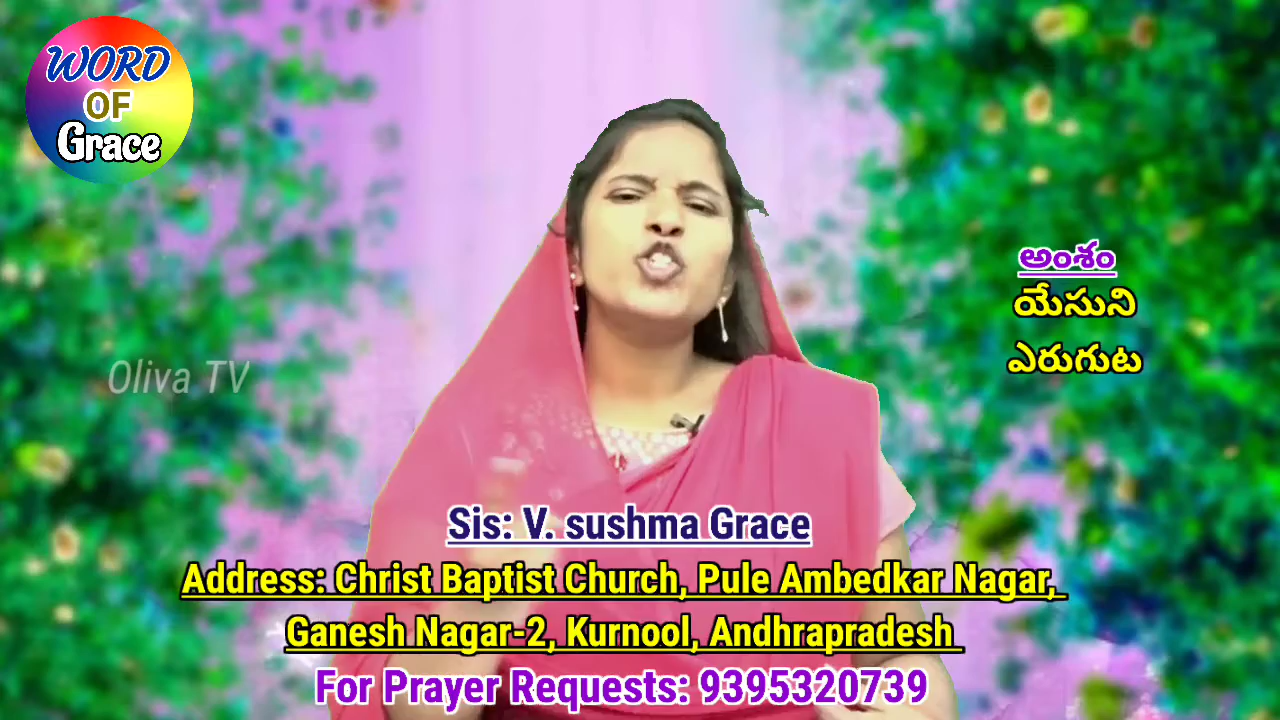 WORD
OF
Grace
అంశం
యేసుని
ఎరుగుట
Oliva TV
Sis: V. sushma Grace
Address: Christ Baptist Church, Pule Ambedkar Nagar,
Ganesh Nagar-2, Kurnool, Andhrapradesh
For Prayer Requests: 9395320739